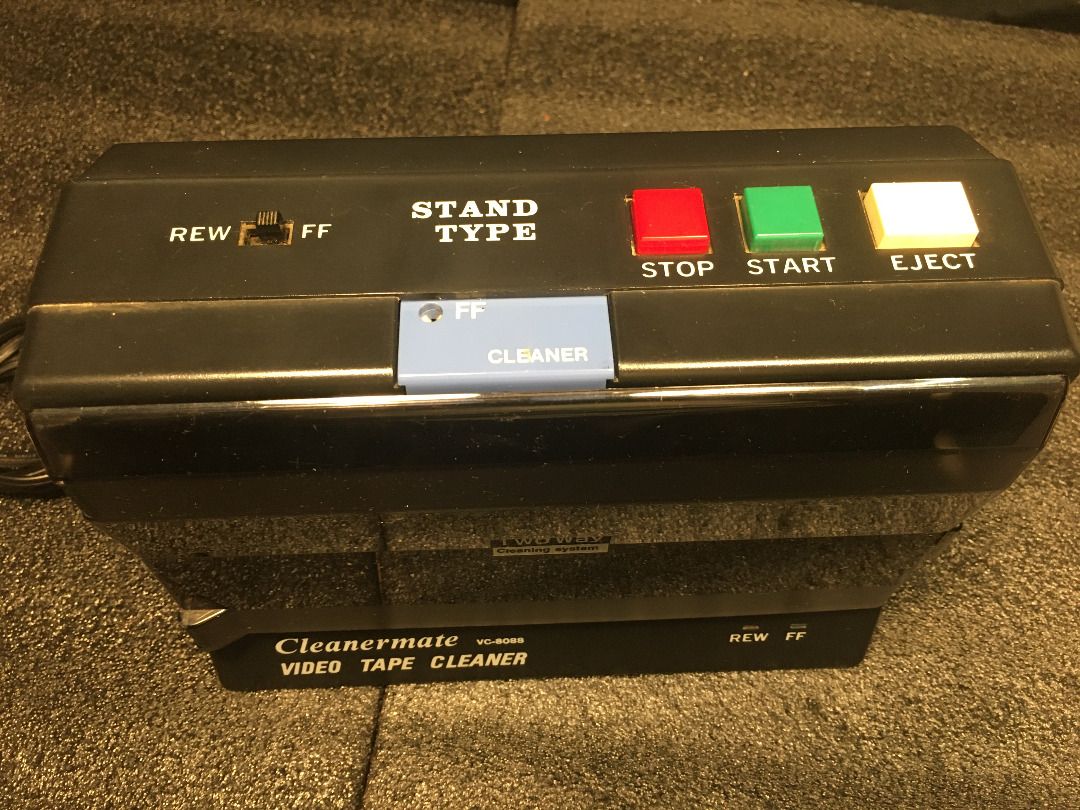 REW FF
STAND
TYPE
STOP
START
EJECT
FF
CLEANER
Two way
Cleaning system
Cleanermate VC-808S
VIDEO TAPE CLEANER
REW FF